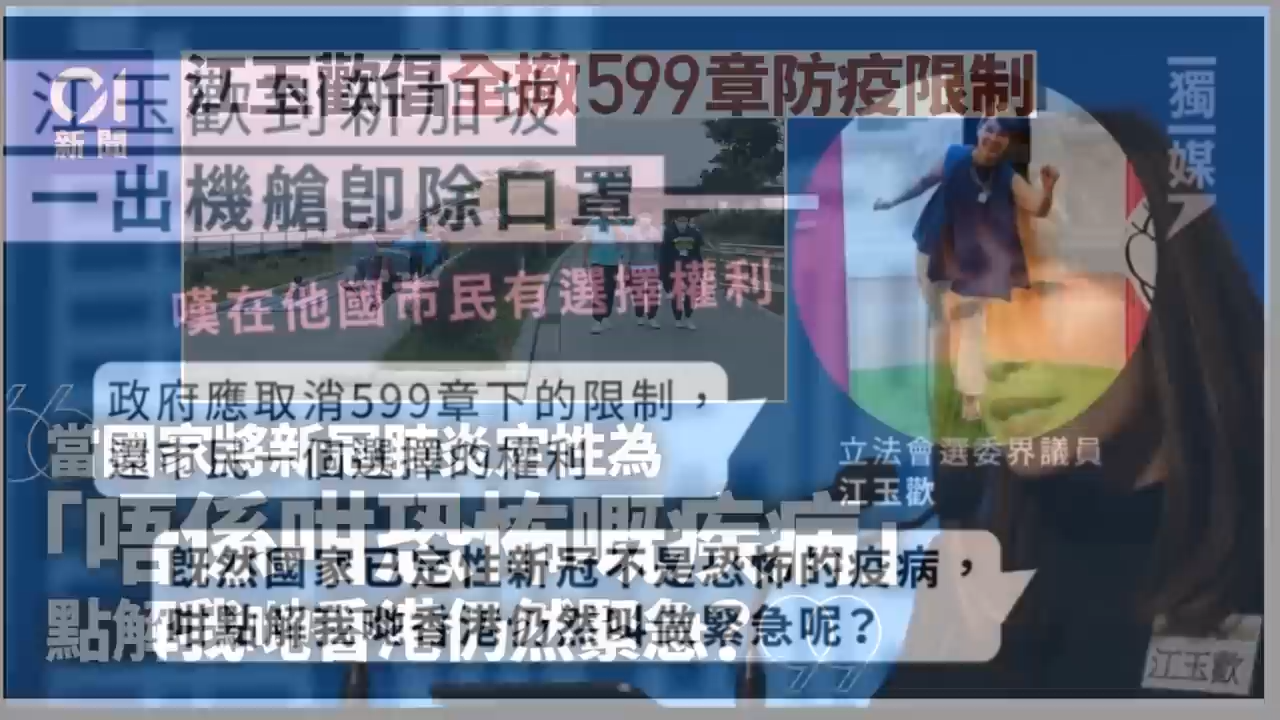 01
新聞
江玉歡倡全撤599章防疫限制
江玉歡到新加坡
一出機艙即除口罩
獨媒
嘆在他國市民有選擇權利
政府應取消599章下的限制，
還市民一個選擇的權利
當國家將新冠肺炎定性為
「唔係咁恐怖嘅疾病」
點解我哋香港仍然緊急？
既然國家已定性新冠不是恐怖的疫病，
咁點解我哋香港仍然叫做緊急呢？
立法會選委界議員
江玉歡
江玉歡